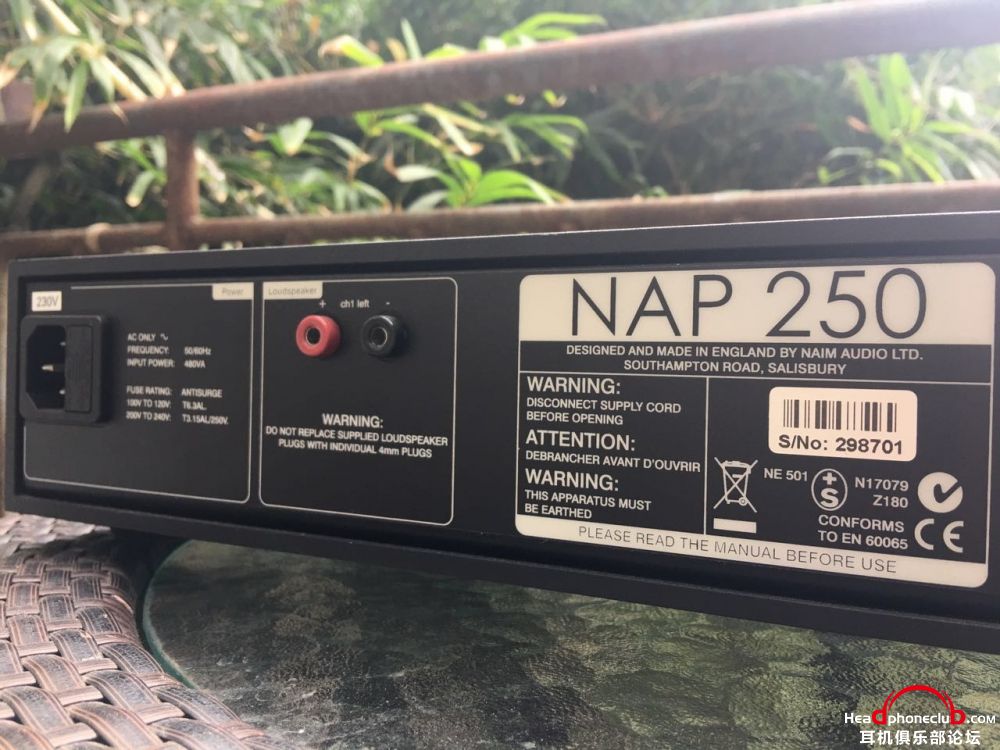 230V
Power
AC ONLY
FREQUENCY: 50/60Hz
INPUT POWER: 480VA
FUSE RATING: ANTISURGE
100V TO 120V: T6.3AL.
200V TO 240V: T3.15AL/250V.
Loudspeaker
+ ch1 left -
WARNING:
DO NOT REPLACE SUPPLIED LOUDSPEAKER
PLUGS WITH INDIVIDUAL 4mm PLUGS
NAP 250
DESIGNED AND MADE IN ENGLAND BY NAIM AUDIO LTD.
SOUTHAMPTON ROAD, SALISBURY
WARNING:
DISCONNECT SUPPLY CORD
BEFORE OPENING
ATTENTION:
DEBRANCHER AVANT D'OUVRIR
WARNING:
THIS APPARATUS MUST
BE EARTHED
S/No: 298701
NE 501
+S
N17079
Z180
CONFORMS
TO EN 60065
CE
PLEASE READ THE MANUAL BEFORE USE
Headphoneclub.com
耳机俱乐部论坛